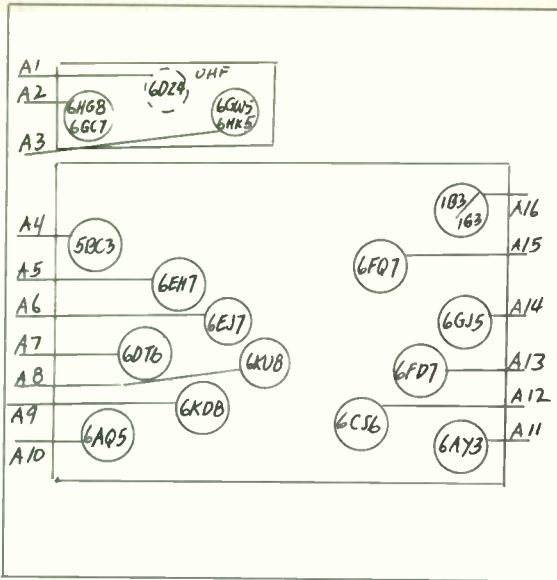 A1
6DZ4
UHF
A2
6HG8
6GC7
6GW5
6HK5
A3
1B3/1G3
A16
A4
5BC3
A15
6FQ7
A5
6EH7
A6
6EJ7
A14
6GJ5
A7
6DT6
6KU8
A8
A13
6FD7
A12
A9
6KD8
6CS6
A11
A10
6AQ5
6AY3